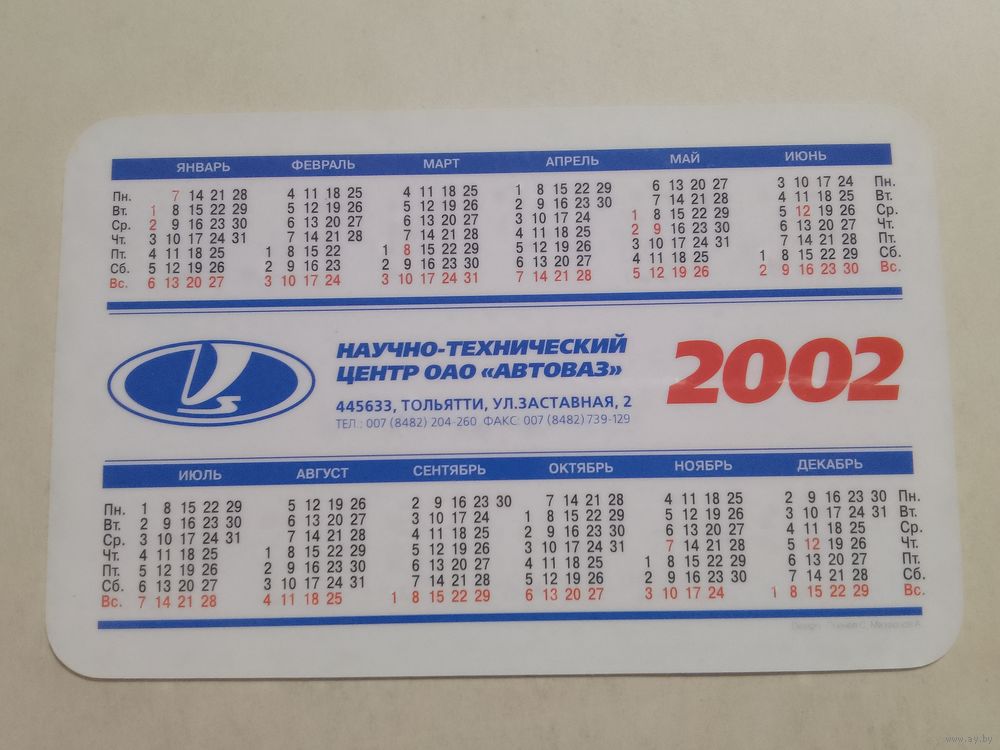 ЯНВАРЬ ФЕВРАЛЬ МАРТ АПРЕЛЬ МАЙ ИЮНЬ
Пн. 7 14 21 28 4 11 18 25 4 11 18 25 1 8 15 22 29 6 13 20 27 3 10 17 24 Пн.
Вт. 1 8 15 22 29 5 12 19 26 5 12 19 26 2 9 16 23 30 7 14 21 28 4 11 18 25 Вт.
Ср. 2 9 16 23 30 6 13 20 27 6 13 20 27 3 10 17 24 1 8 15 22 29 5 12 19 26 Ср.
Чт. 3 10 17 24 31 7 14 21 28 7 14 21 28 4 11 18 25 2 9 16 23 30 6 13 20 27 Чт.
Пт. 4 11 18 25 1 8 15 22 1 8 15 22 29 5 12 19 26 3 10 17 24 31 7 14 21 28 Пт.
Сб. 5 12 19 26 2 9 16 23 2 9 16 23 30 6 13 20 27 4 11 18 25 1 8 15 22 29 Сб.
Вс. 6 13 20 27 3 10 17 24 3 10 17 24 31 7 14 21 28 5 12 19 26 2 9 16 23 30 Вс.
НАУЧНО-ТЕХНИЧЕСКИЙ
ЦЕНТР ОАО «АВТОВАЗ»
445633, ТОЛЬЯТТИ, УЛ.ЗАСТАВНАЯ, 2
ТЕЛ.: 007 (8482) 204-260 ФАКС: 007 (8482) 739-129
2002
ИЮЛЬ АВГУСТ СЕНТЯБРЬ ОКТЯБРЬ НОЯБРЬ ДЕКАБРЬ
Пн. 1 8 15 22 29 5 12 19 26 2 9 16 23 30 7 14 21 28 4 11 18 25 2 9 16 23 30 Пн.
Вт. 2 9 16 23 30 6 13 20 27 3 10 17 24 1 8 15 22 29 5 12 19 26 3 10 17 24 31 Вт.
Ср. 3 10 17 24 31 7 14 21 28 4 11 18 25 2 9 16 23 30 6 13 20 27 4 11 18 25 Ср.
Чт. 4 11 18 25 1 8 15 22 29 5 12 19 26 3 10 17 24 31 7 14 21 28 5 12 19 26 Чт.
Пт. 5 12 19 26 2 9 16 23 30 6 13 20 27 4 11 18 25 1 8 15 22 29 6 13 20 27 Пт.
Сб. 6 13 20 27 3 10 17 24 31 7 14 21 28 5 12 19 26 2 9 16 23 30 7 14 21 28 Сб.
Вс. 7 14 21 28 4 11 18 25 1 8 15 22 29 6 13 20 27 3 10 17 24 1 8 15 22 29 Вс.
www.ay.by